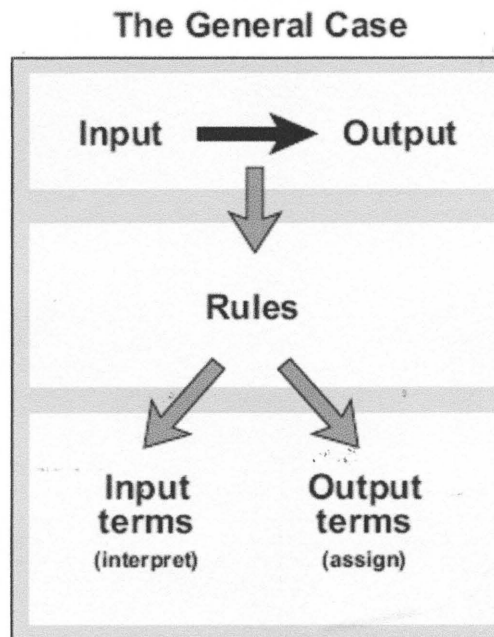 The General Case
Input Output
Rules
Input Output
terms terms
(interpret) (assign)